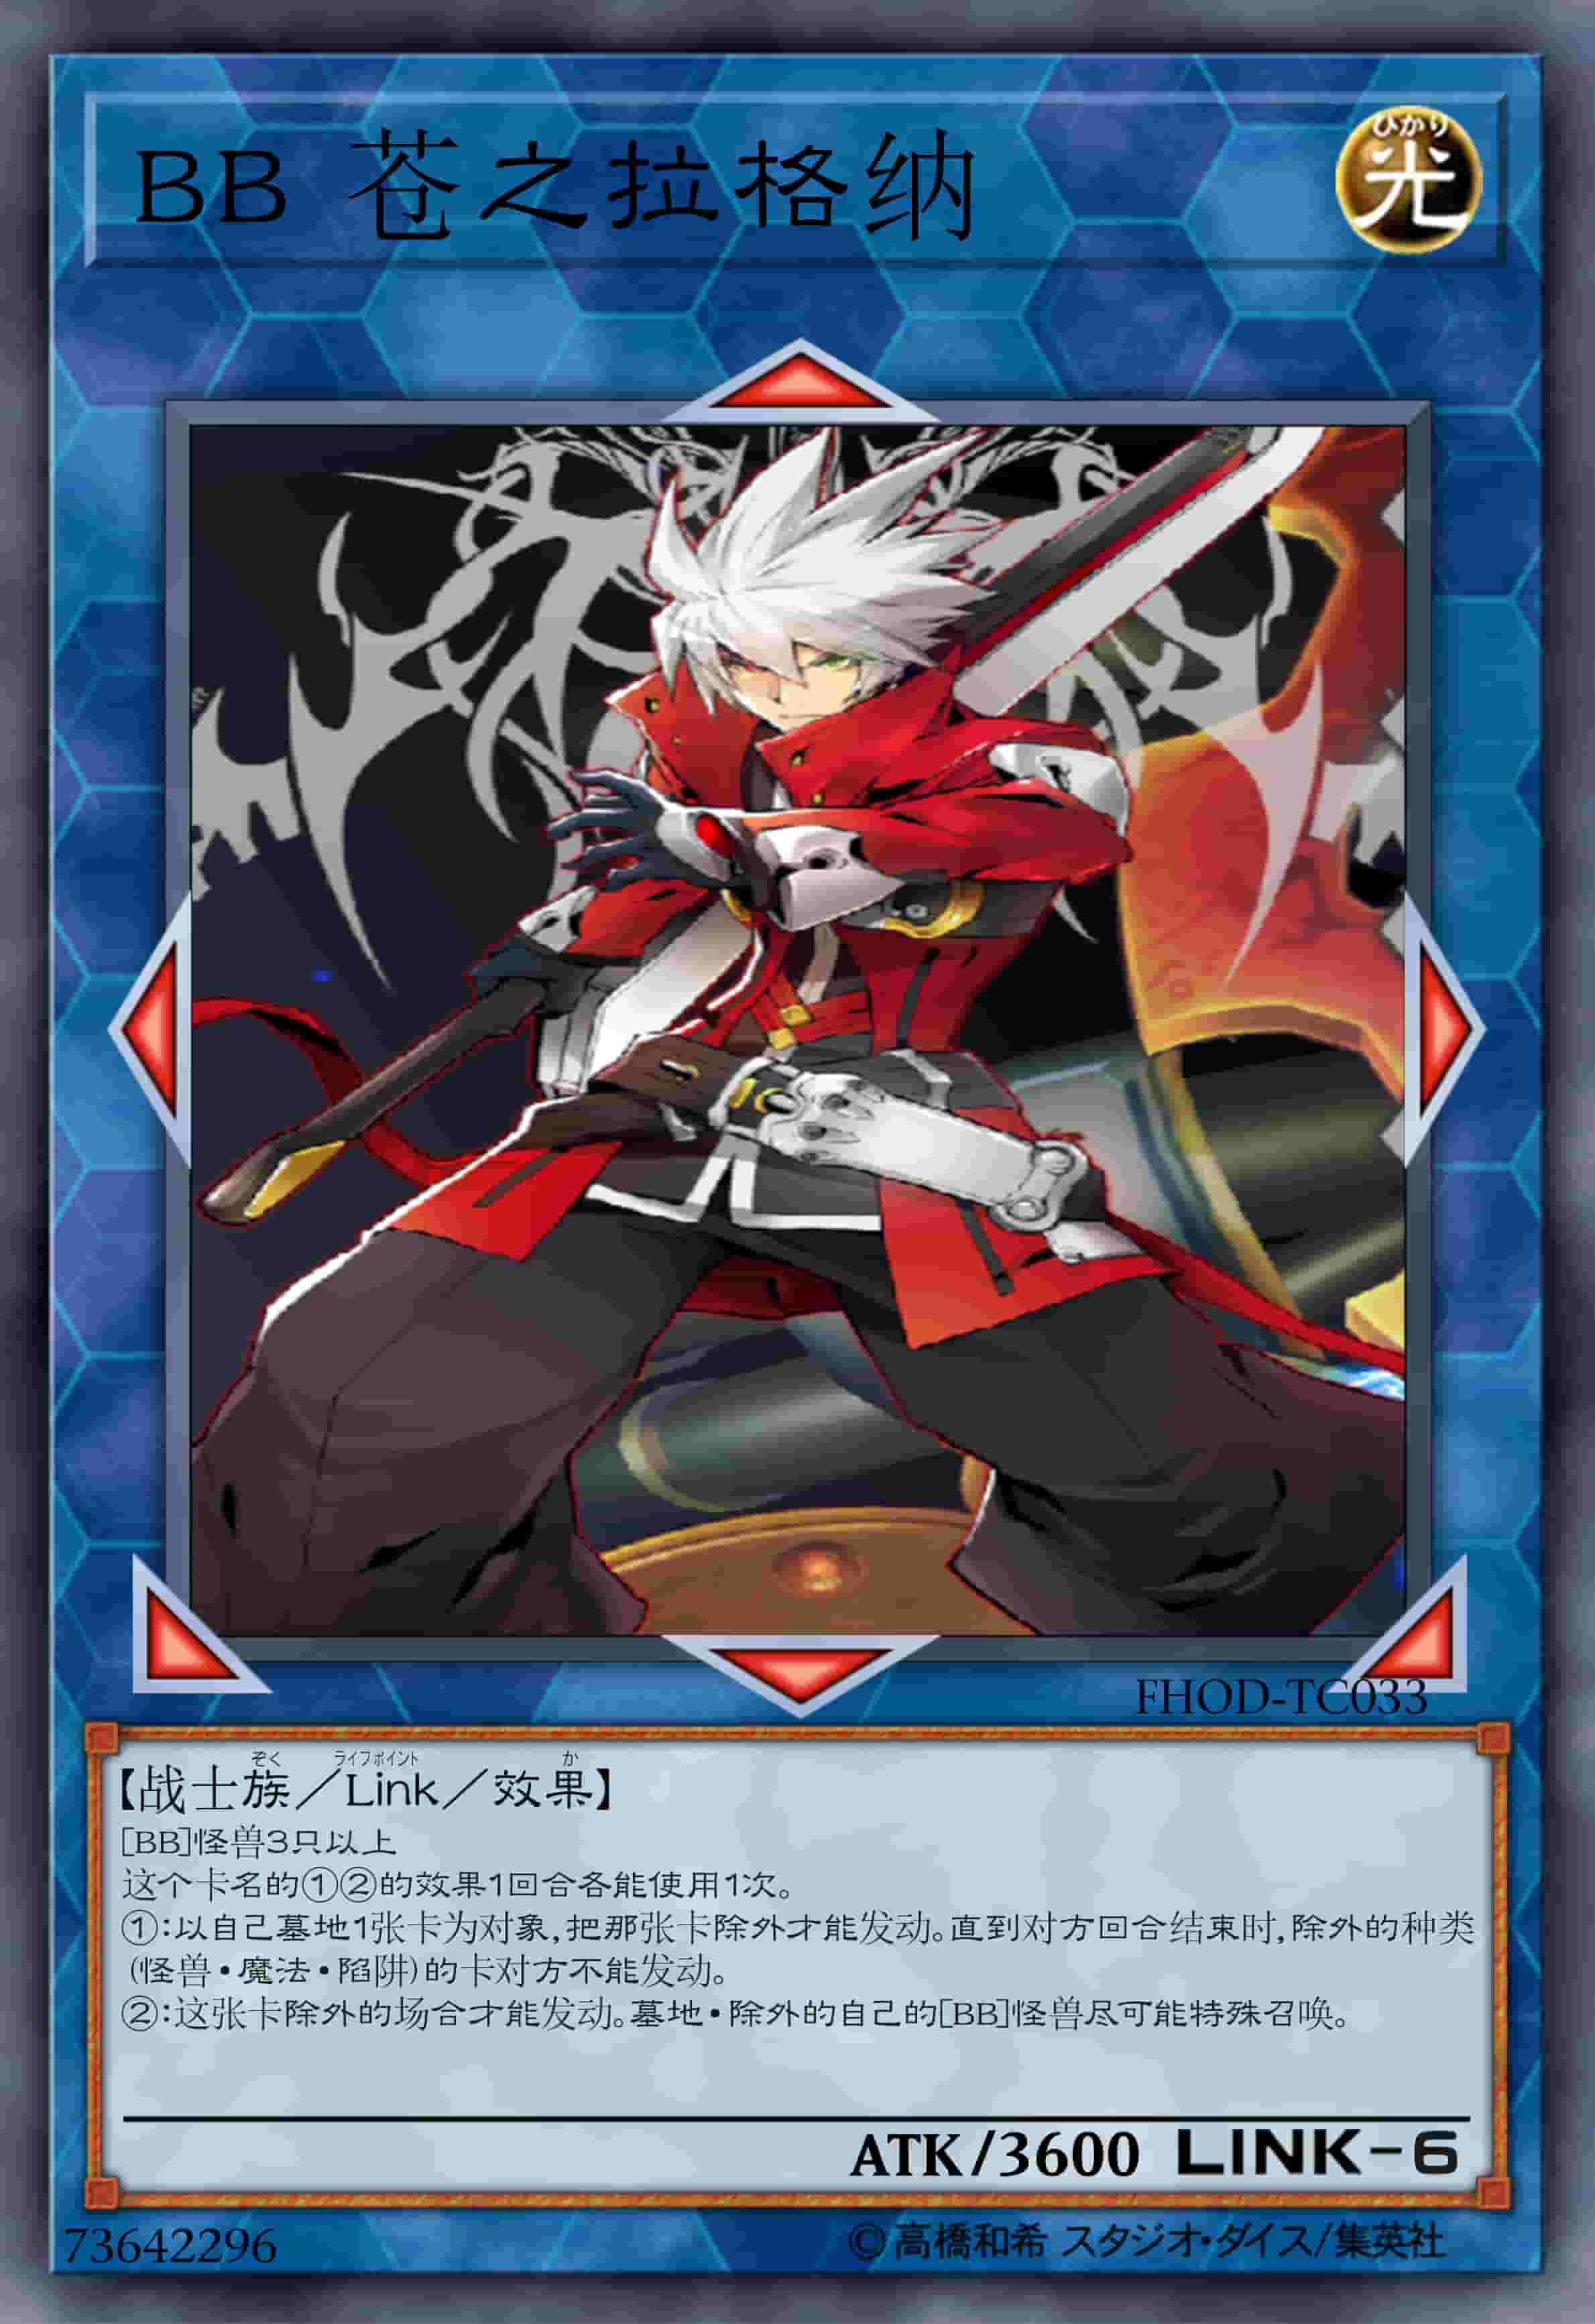 BB 苍之拉格纳
ひかり
光
FHOD-TC033
ぞく ライフポイント か
【战士族／Link／效果】
[BB]怪兽3只以上
这个卡名的①②的效果1回合各能使用1次。
①：以自己墓地1张卡为对象，把那张卡除外才能发动。直到对方回合结束时，除外的种类
(怪兽·魔法·陷阱)的卡对方不能发动。
②：这张卡除外的场合才能发动。墓地·除外的自己的[BB]怪兽尽可能特殊召唤。
ATK/3600 LINK-6
73642296
©高橋和希 スタジオ·ダイス/集英社